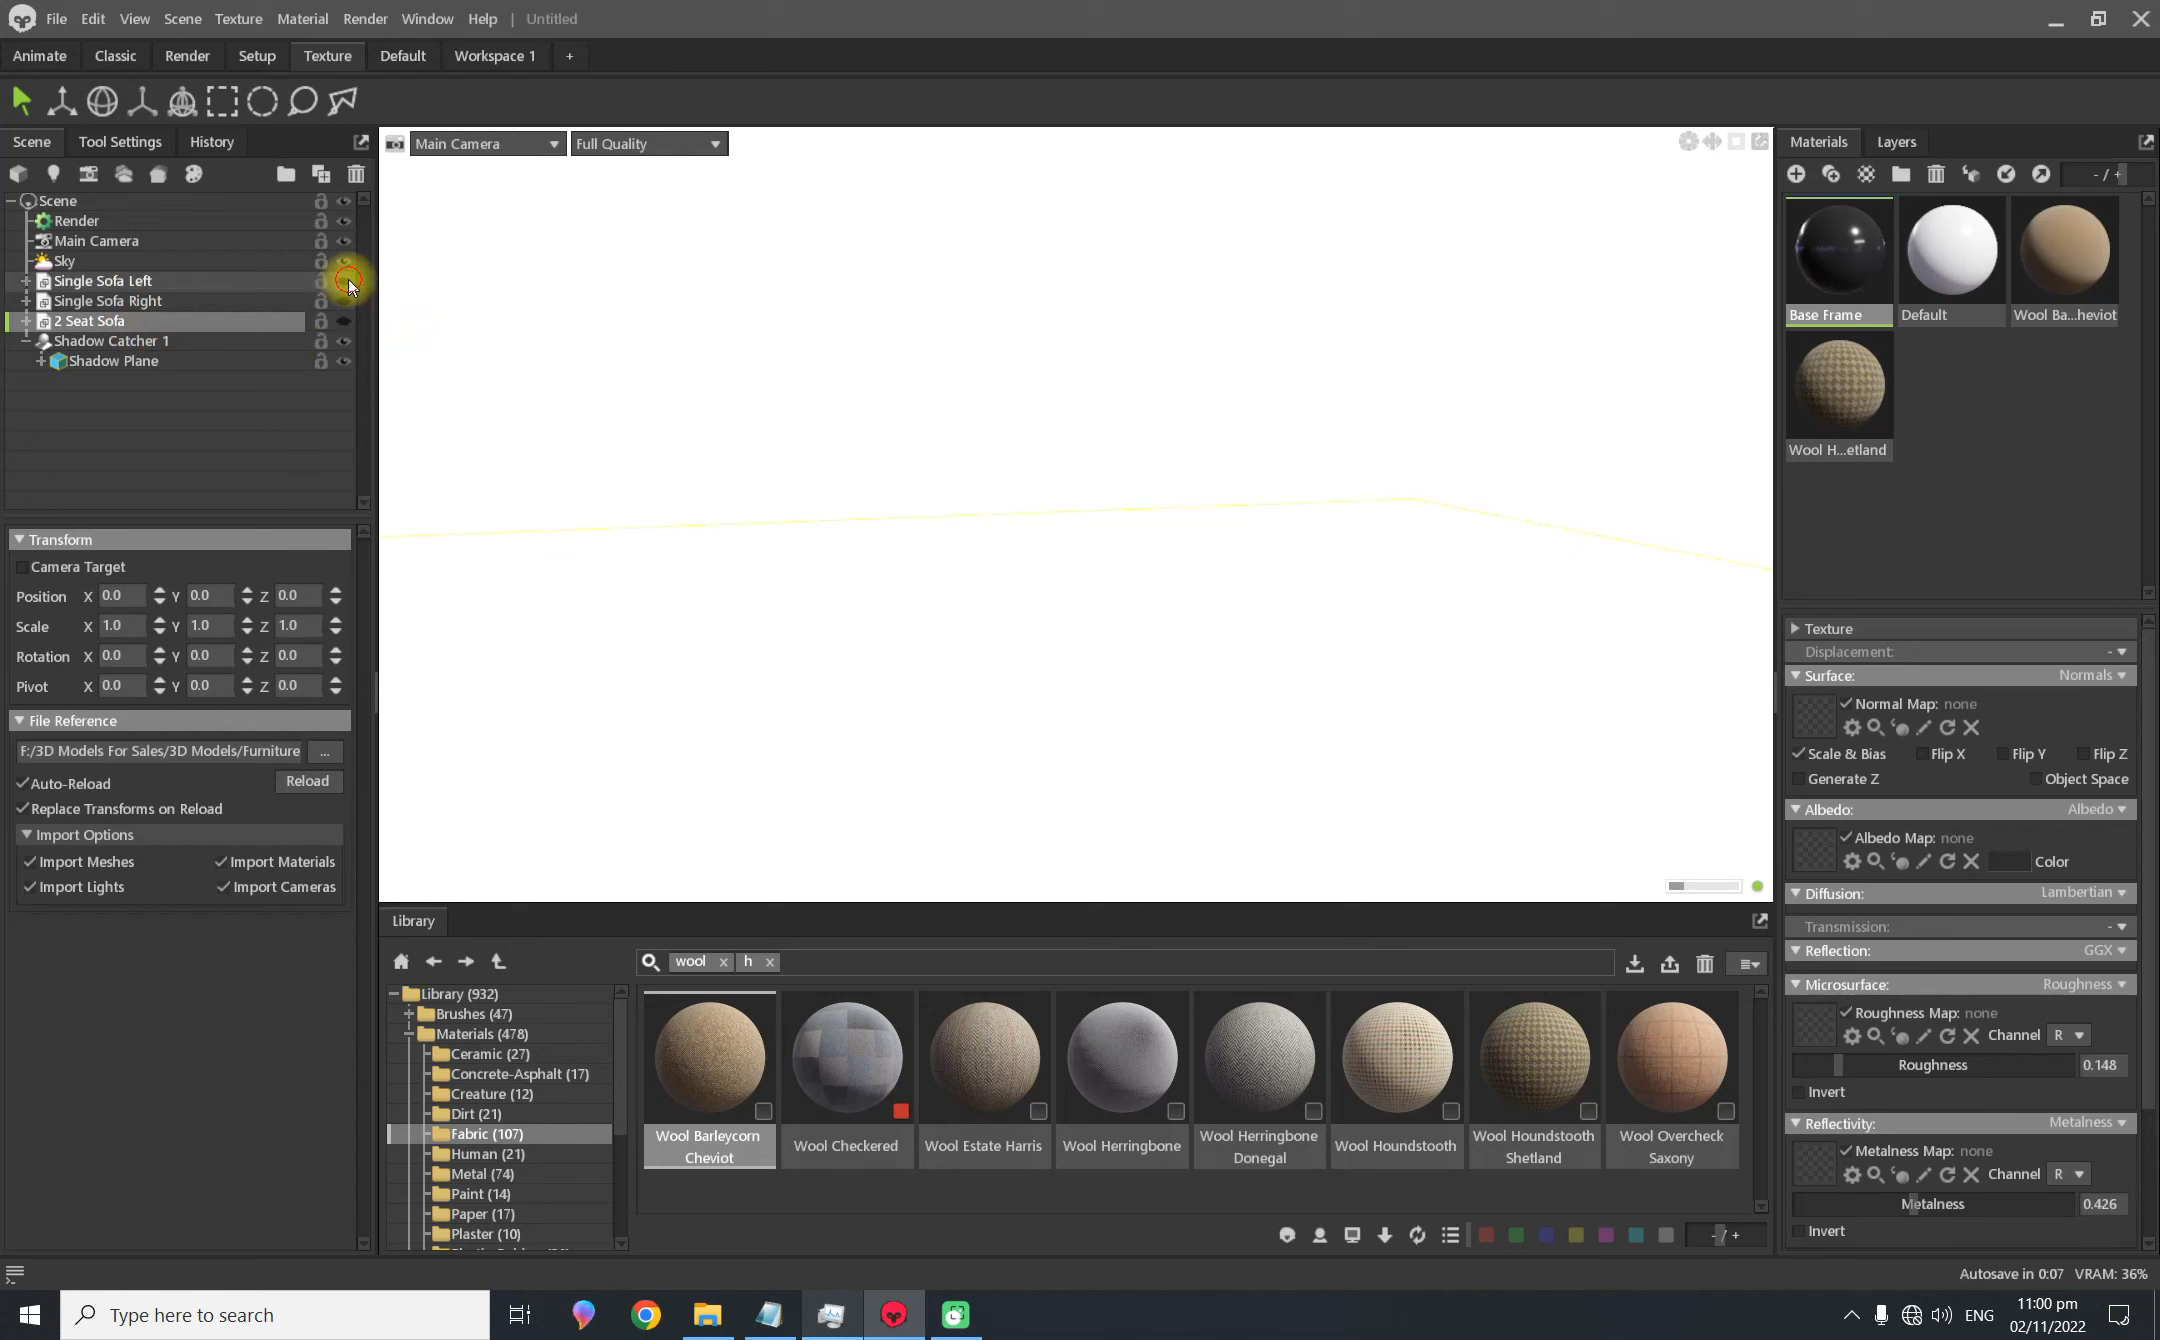 File Edit View Scene Texture Material Render Window Help | Untitled
Animate Classic Render Setup Texture Default Workspace 1 +
Scene Tool Settings History
Main Camera Full Quality
Materials Layers
- / +
Scene
Render
Main Camera
Sky
Single Sofa Left
Single Sofa Right
2 Seat Sofa
Shadow Catcher 1
Shadow Plane
Base Frame Default Wool Ba...heviot
Wool H...etland
Transform
Camera Target
Position X 0.0 Y 0.0 Z 0.0
Scale X 1.0 Y 1.0 Z 1.0
Rotation X 0.0 Y 0.0 Z 0.0
Pivot X 0.0 Y 0.0 Z 0.0
File Reference
F:/3D Models For Sales/3D Models/Furniture ...
Auto-Reload Reload
Replace Transforms on Reload
Import Options
Import Meshes Import Materials
Import Lights Import Cameras
Texture
Displacement: -
Surface: Normals
Normal Map: none
Scale & Bias Flip X Flip Y Flip Z
Generate Z Object Space
Albedo: Albedo
Albedo Map: none
Color
Diffusion: Lambertian
Transmission: -
Reflection: GGX
Microsurface: Roughness
Roughness Map: none
Channel R
Roughness 0.148
Invert
Reflectivity: Metalness
Metalness Map: none
Channel R
Metalness 0.426
Invert
Library
wool x h x
Library (932)
Brushes (47)
Materials (478)
Ceramic (27)
Concrete-Asphalt (17)
Creature (12)
Dirt (21)
Fabric (107)
Human (21)
Metal (74)
Paint (14)
Paper (17)
Plaster (10)
Wool Barleycorn Cheviot
Wool Checkered
Wool Estate Harris
Wool Herringbone
Wool Herringbone Donegal
Wool Houndstooth
Wool Houndstooth Shetland
Wool Overcheck Saxony
- / +
Autosave in 0:07 VRAM: 36%
Type here to search
ENG
11:00 pm
02/11/2022